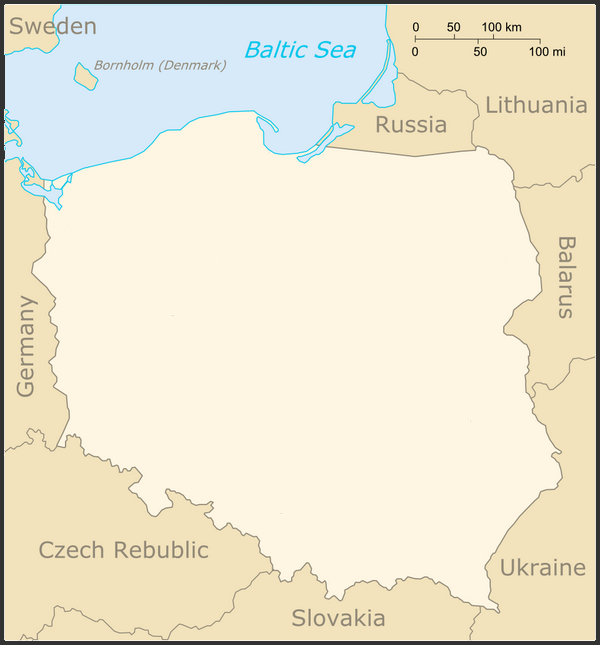 Sweden
0 50 100 km
0 50 100 mi
Baltic Sea
Bornholm (Denmark)
Lithuania
Russia
Balarus
Germany
Czech Rebublic
Ukraine
Slovakia